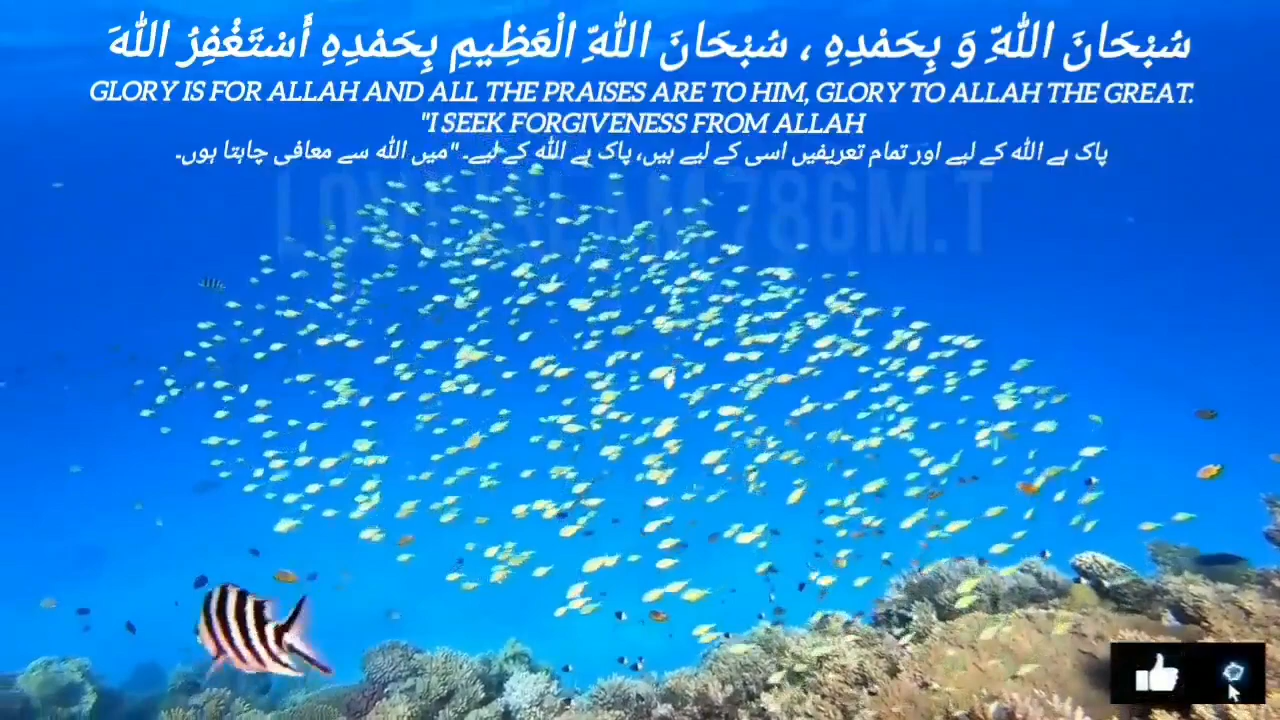 سُبْحَانَ اللّٰهِ وَ بِحَمْدِهِ ، سُبْحَانَ اللّٰهِ الْعَظِيمِ بِحَمْدِهِ أَسْتَغْفِرُ اللّٰهَ
GLORY IS FOR ALLAH AND ALL THE PRAISES ARE TO HIM, GLORY TO ALLAH THE GREAT.
"I SEEK FORGIVENESS FROM ALLAH
پاک ہے اللّٰہ کے لیے اور تمام تعریفیں اسی کے لیے ہیں، پاک ہے اللّٰہ کے لیے۔ "میں اللّٰہ سے معافی چاہتا ہوں۔
786M.T